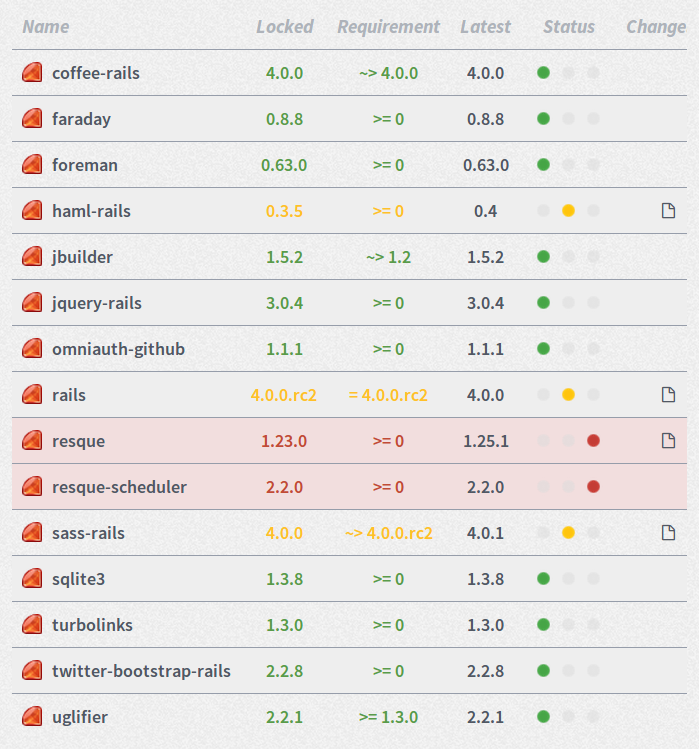 Name Locked Requirement Latest Status Change
coffee-rails 4.0.0 ~> 4.0.0 4.0.0
faraday 0.8.8 >= 0 0.8.8
foreman 0.63.0 >= 0 0.63.0
haml-rails 0.3.5 >= 0 0.4
jbuilder 1.5.2 ~> 1.2 1.5.2
jquery-rails 3.0.4 >= 0 3.0.4
omniauth-github 1.1.1 >= 0 1.1.1
rails 4.0.0.rc2 = 4.0.0.rc2 4.0.0
resque 1.23.0 >= 0 1.25.1
resque-scheduler 2.2.0 >= 0 2.2.0
sass-rails 4.0.0 ~> 4.0.0.rc2 4.0.1
sqlite3 1.3.8 >= 0 1.3.8
turbolinks 1.3.0 >= 0 1.3.0
twitter-bootstrap-rails 2.2.8 >= 0 2.2.8
uglifier 2.2.1 >= 1.3.0 2.2.1